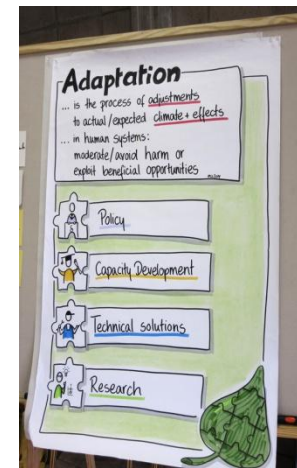 Adaptation
... is the process of adjustments
to actual/expected climate + effects
... in human systems:
moderate/avoid harm or
exploit beneficial opportunities
Policy
Capacity Development
Technical solutions
Research